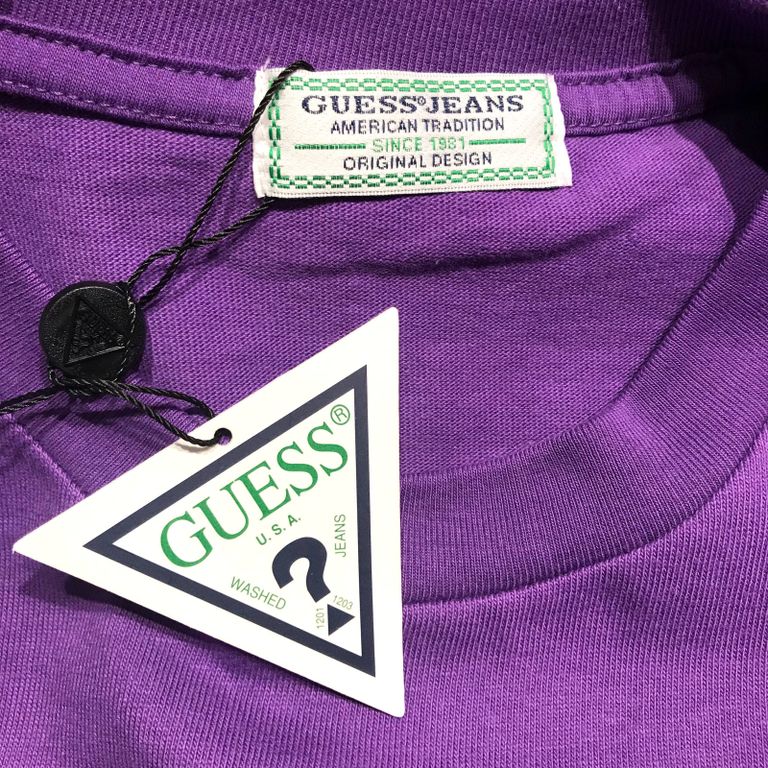 GUESS®JEANS
AMERICAN TRADITION
SINCE 1981
ORIGINAL DESIGN
GUESS®
U.S.A.
?
WASHED
JEANS
1201
1203